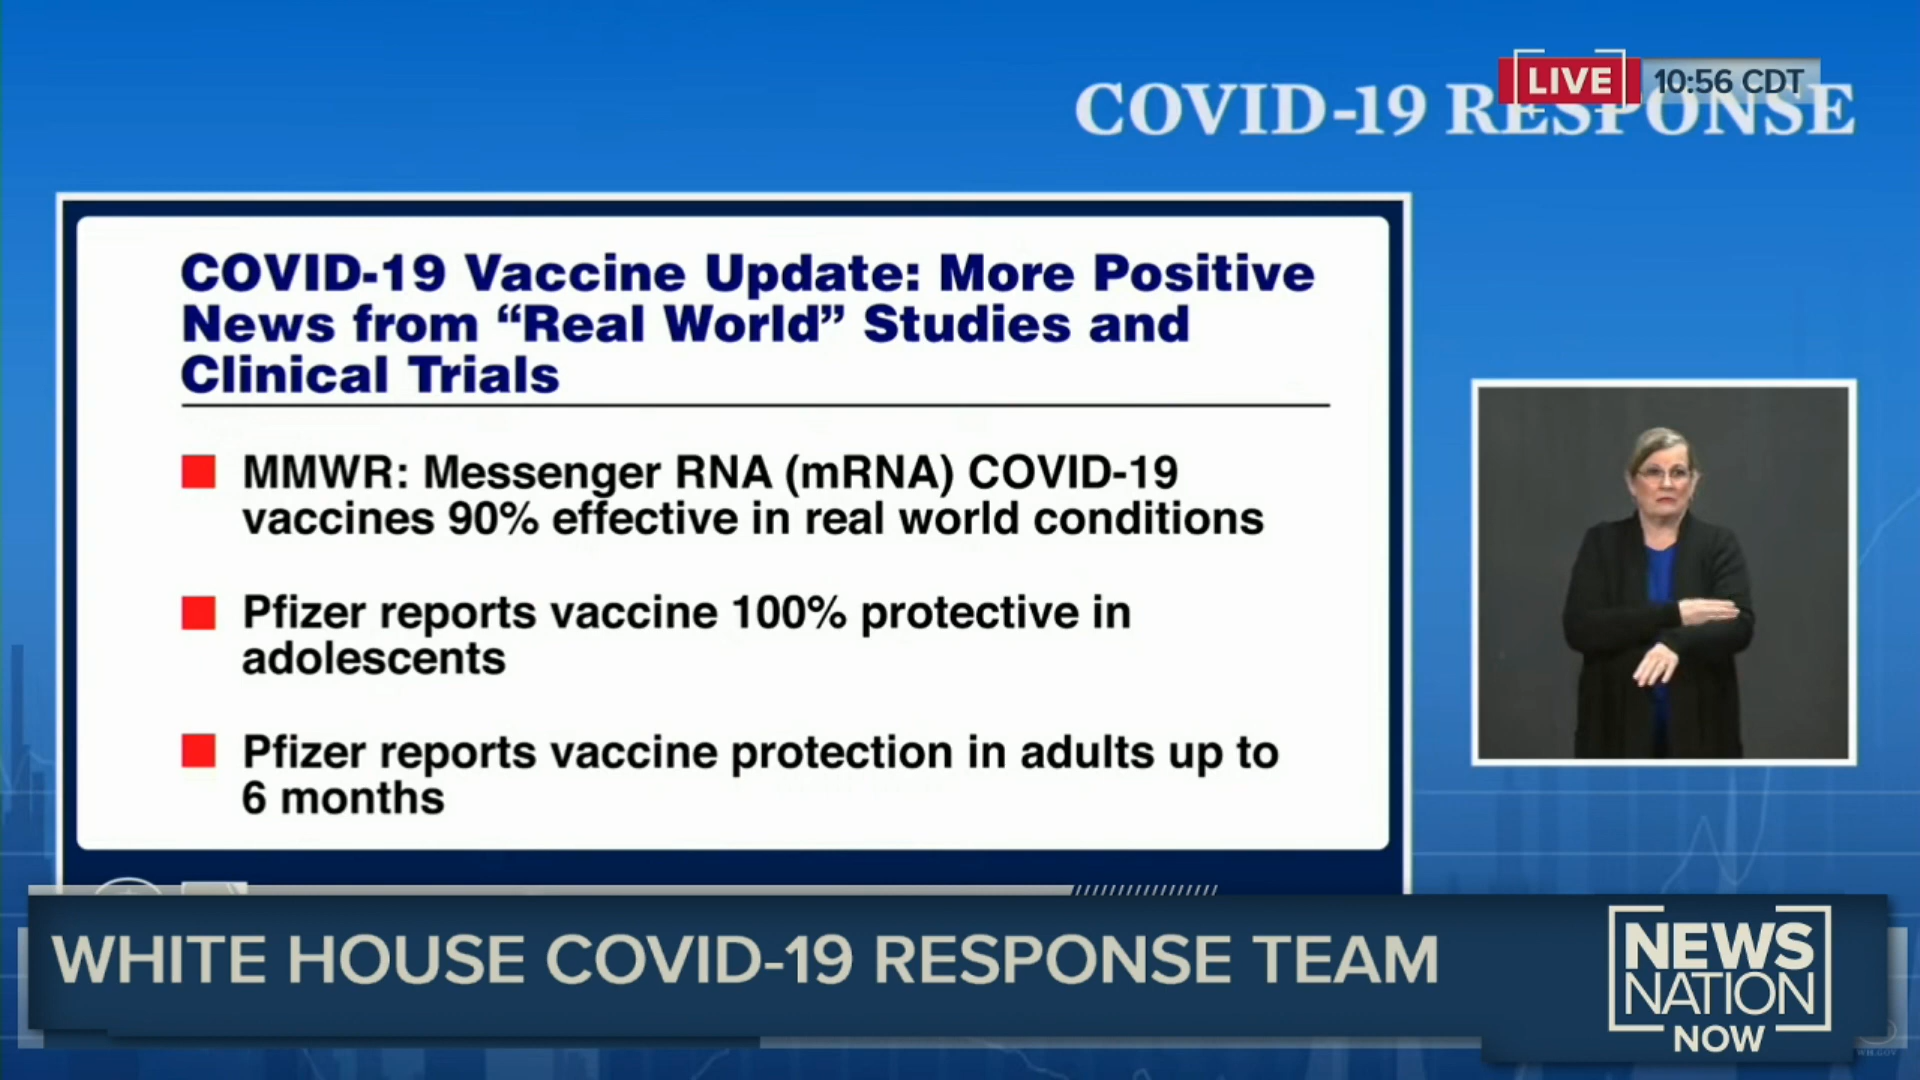 LIVE 10:56 CDT
COVID-19 RESPONSE
COVID-19 Vaccine Update: More Positive
News from “Real World” Studies and
Clinical Trials
MMWR: Messenger RNA (mRNA) COVID-19
vaccines 90% effective in real world conditions
Pfizer reports vaccine 100% protective in
adolescents
Pfizer reports vaccine protection in adults up to
6 months
WHITE HOUSE COVID-19 RESPONSE TEAM
NEWS
NATION
NOW
WH.GOV